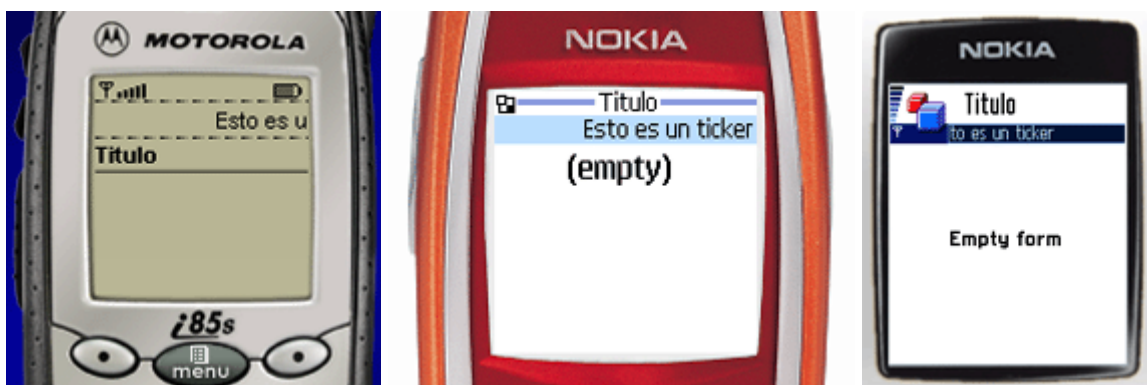 MOTOROLA
Esto es u
Titulo
i85s
menu
NOKIA
Titulo
Esto es un ticker
(empty)
NOKIA
Titulo
to es un ticker
Empty form